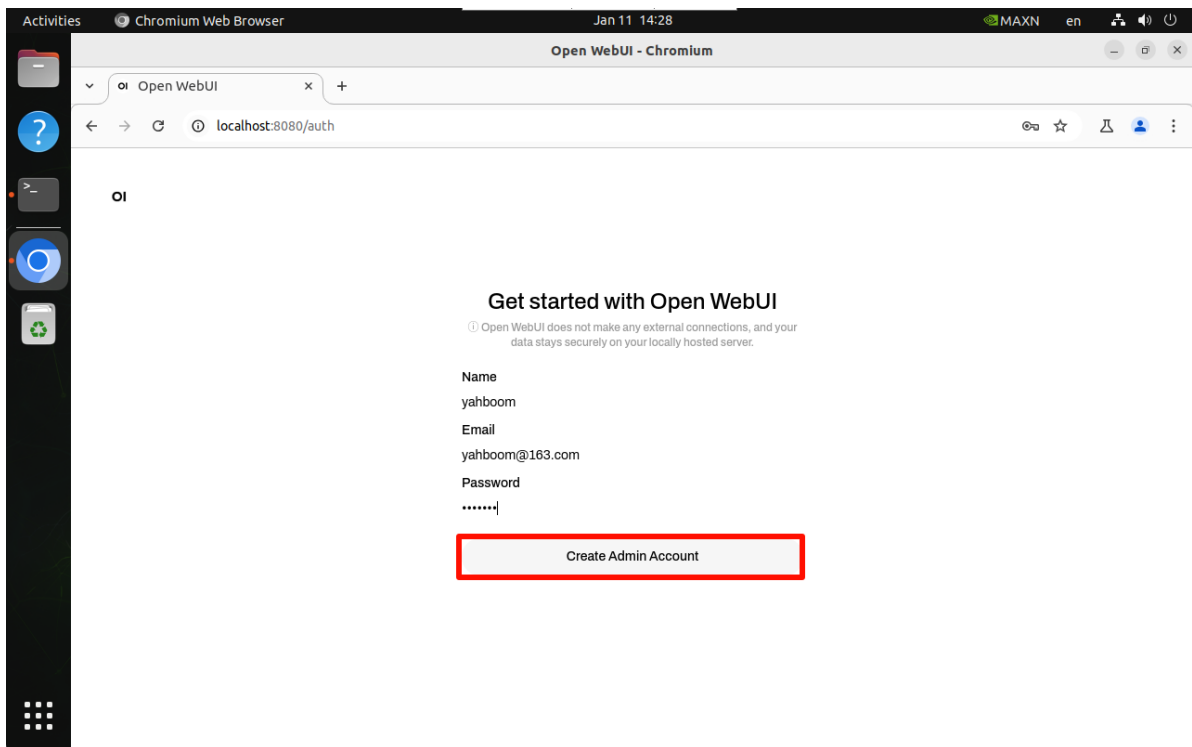 Activities Chromium Web Browser Jan 11 14:28 MAXN en
Open WebUI - Chromium
OI Open WebUI
localhost:8080/auth
OI
Get started with Open WebUI
Open WebUI does not make any external connections, and your
data stays securely on your locally hosted server.
Name
yahboom
Email
yahboom@163.com
Password
•••••••
Create Admin Account